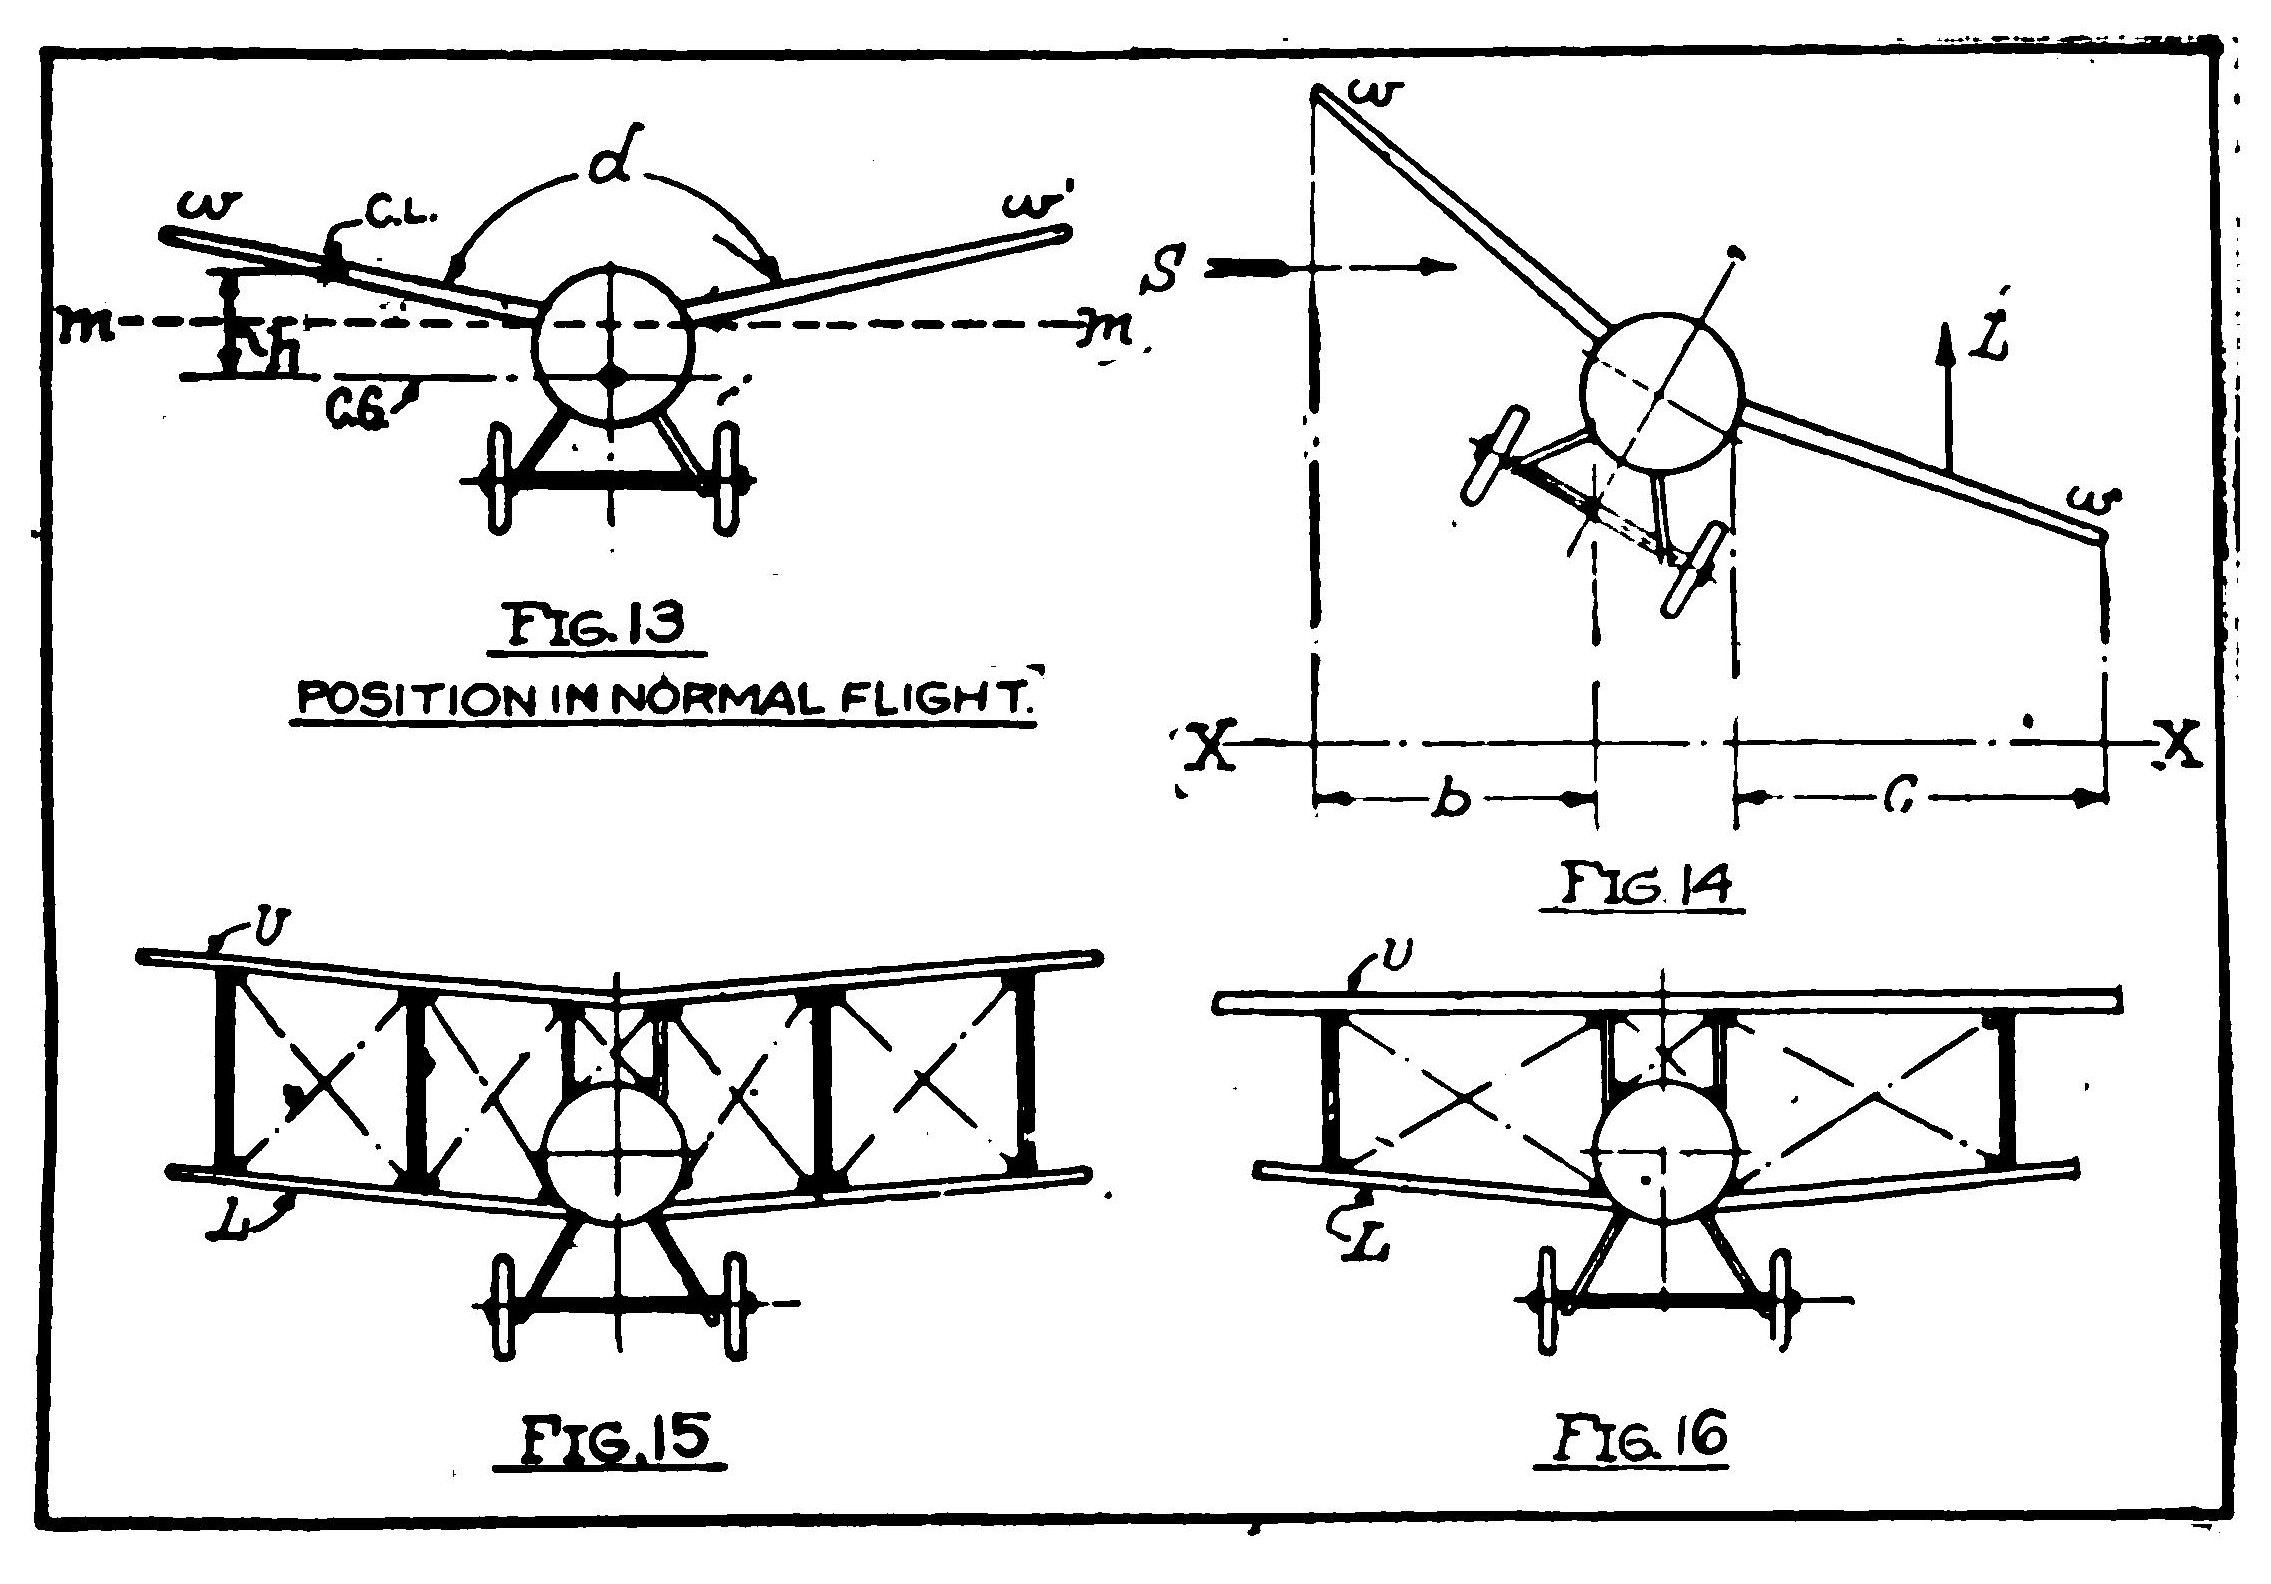 d
w
C.L.
w'
m
m
h
C.G.
FIG. 13
POSITION IN NORMAL FLIGHT.
w
S
L
w
X
X
b
C
FIG. 14
U
L
FIG. 15
U
L
FIG. 16